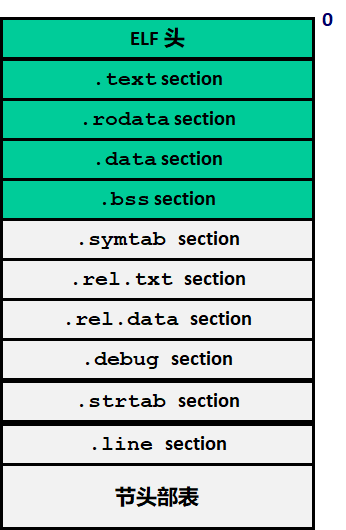 0
ELF 头
.text section
.rodata section
.data section
.bss section
.symtab section
.rel.txt section
.rel.data section
.debug section
.strtab section
.line section
节头部表